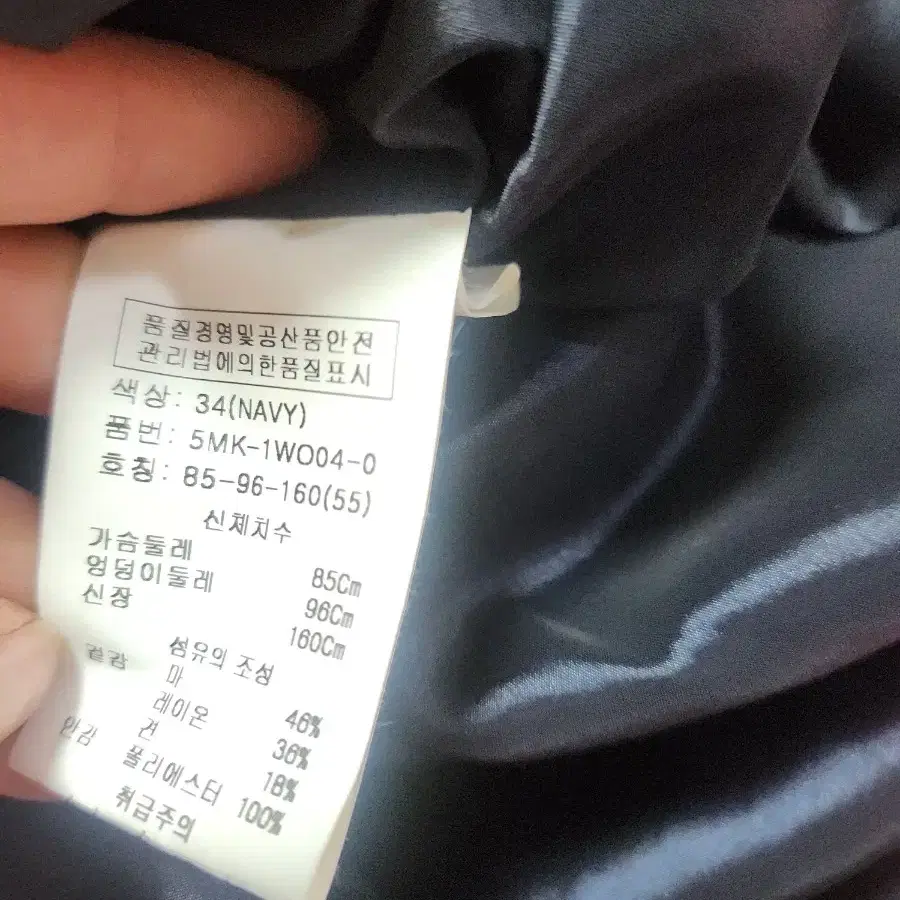 품질경영및공산품안전
관리법에의한품질표시
색상: 34(NAVY)
품번: 5MK-1WO04-0
호칭: 85-96-160(55)
신체치수
가슴둘레 85Cm
엉덩이둘레 96Cm
신장 160Cm
섬유의 조성
겉감 마 46%
레이온 36%
견 18%
안감 폴리에스터 100%
취급주의